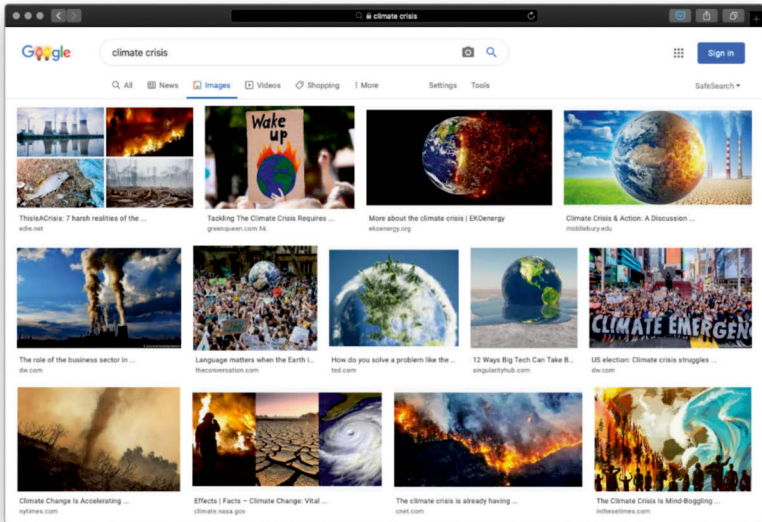 climate crisis
Google
climate crisis
Sign in
All News Images Videos Shopping More Settings Tools SafeSearch
Wake up
ThisIsACrisis: 7 harsh realities of the ...
edie.net
Tackling The Climate Crisis Requires ...
greenqueen.com.hk
More about the climate crisis | EKOenergy
ekoenergy.org
Climate Crisis & Action: A Discussion ...
middlebury.edu
CLIMATE EMERGENC
The role of the business sector in ...
dw.com
Language matters when the Earth i...
theconversation.com
How do you solve a problem like the ...
ted.com
12 Ways Big Tech Can Take B...
singularityhub.com
US election: Climate crisis struggles ...
dw.com
Climate Change Is Accelerating ...
nytimes.com
Effects | Facts – Climate Change: Vital ...
climate.nasa.gov
The climate crisis is already having ...
cnet.com
The Climate Crisis Is Mind-Boggling ...
inthesetimes.com